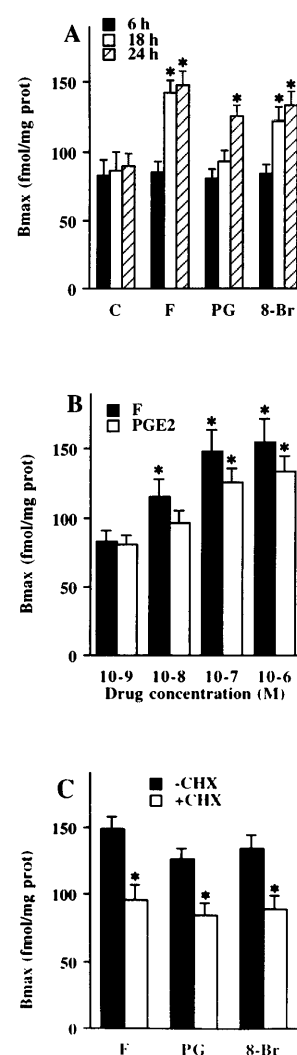 A
6 h
18 h
24 h
Bmax (fmol/mg prot)
150
100
50
0
* * * * *
C F PG 8-Br
B
F
PGE2
Bmax (fmol/mg prot)
150
100
50
0
* * * * *
10-9 10-8 10-7 10-6
Drug concentration (M)
C
-CHX
+CHX
Bmax (fmol/mg prot)
150
100
50
0
* * *
F PG 8-Br